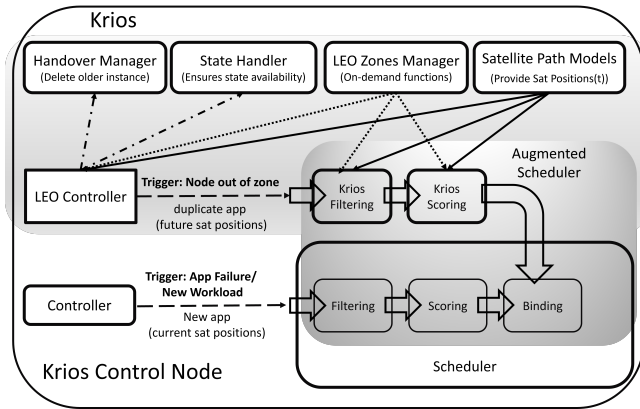 Krios
Handover Manager
(Delete older instance)
State Handler
(Ensures state availability)
LEO Zones Manager
(On-demand functions)
Satellite Path Models
(Provide Sat Positions(t))
Augmented
Scheduler
LEO Controller
Trigger: Node out of zone
duplicate app
(future sat positions)
Krios
Filtering
Krios
Scoring
Controller
Trigger: App Failure/
New Workload
New app
(current sat positions)
Filtering
Scoring
Binding
Scheduler
Krios Control Node